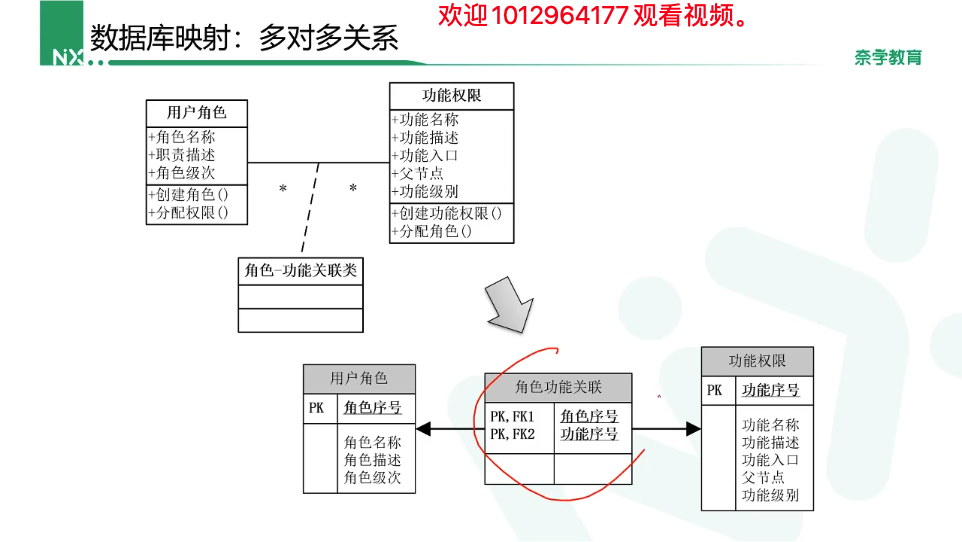 欢迎1012964177观看视频。
NX
数据库映射：多对多关系
奈学教育
用户角色
+角色名称
+职责描述
+角色级次
+创建角色()
+分配权限()
*
*
功能权限
+功能名称
+功能描述
+功能入口
+父节点
+功能级别
+创建功能权限()
+分配角色()
角色-功能关联类
用户角色
PK 角色序号
角色名称
角色描述
角色级次
角色功能关联
PK,FK1 角色序号
PK,FK2 功能序号
功能权限
PK 功能序号
功能名称
功能描述
功能入口
父节点
功能级别